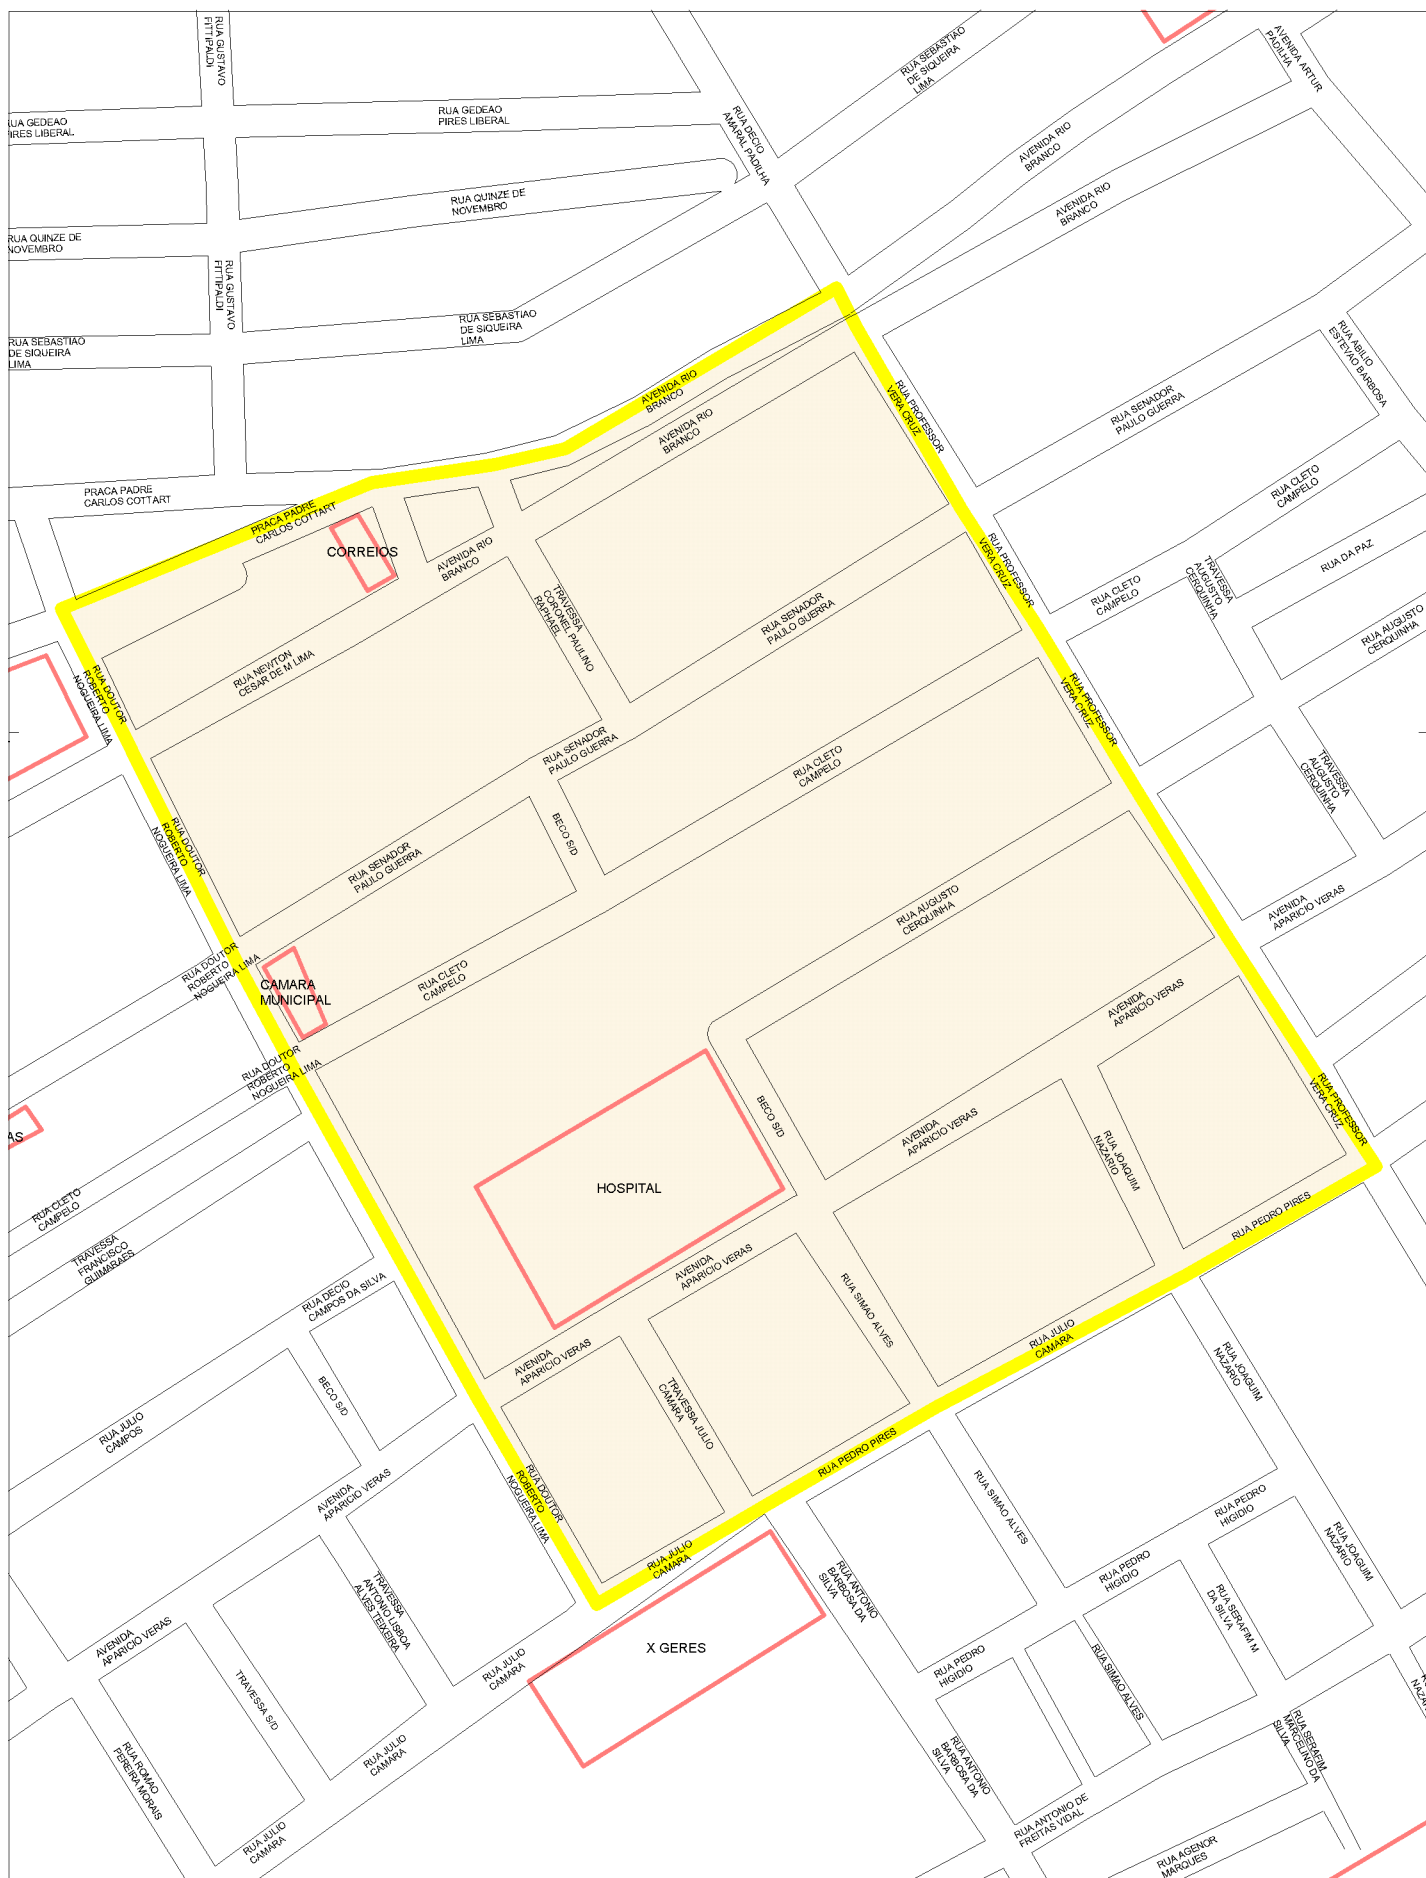 RUA GUSTAVO
FITTIPALDI
RUA SEBASTIAO
DE SIQUEIRA
LIMA
AVENIDA ARTUR
PADILHA
RUA GEDEAO
PIRES LIBERAL
UA GEDEAO
IRES LIBERAL
RUA DECIO
AMARAL PADILHA
AVENIDA RIO
BRANCO
AVENIDA RIO
BRANCO
RUA QUINZE DE
NOVEMBRO
RUA QUINZE DE
NOVEMBRO
RUA GUSTAVO
FITTIPALDI
RUA SEBASTIAO
DE SIQUEIRA
LIMA
RUA SEBASTIAO
DE SIQUEIRA
LIMA
RUA ABILIO
ESTEVAO BARBOSA
AVENIDA RIO
BRANCO
RUA PROFESSOR
VERA CRUZ
RUA SENADOR
PAULO GUERRA
AVENIDA RIO
BRANCO
RUA CLETO
CAMPELO
PRACA PADRE
CARLOS COTTART
PRACA PADRE
CARLOS COTTART
CORREIOS
AVENIDA RIO
BRANCO
RUA PROFESSOR
VERA CRUZ
TRAVESSA
AUGUSTO
CERQUINHA
RUA DA PAZ
RUA CLETO
CAMPELO
TRAVESSA
CORONEL PAULINO
RAPHAEL
RUA SENADOR
PAULO GUERRA
RUA AUGUSTO
CERQUINHA
RUA NEWTON
CESAR DE M LIMA
RUA DOUTOR
ROBERTO
NOGUEIRA LIMA
RUA PROFESSOR
VERA CRUZ
RUA SENADOR
PAULO GUERRA
RUA CLETO
CAMPELO
TRAVESSA
AUGUSTO
CERQUINHA
RUA DOUTOR
ROBERTO
NOGUEIRA LIMA
BECO S/D
RUA SENADOR
PAULO GUERRA
RUA AUGUSTO
CERQUINHA
AVENIDA
APARICIO VERAS
RUA DOUTOR
ROBERTO
NOGUEIRA LIMA
CAMARA
MUNICIPAL
RUA CLETO
CAMPELO
AVENIDA
APARICIO VERAS
RUA DOUTOR
ROBERTO
NOGUEIRA LIMA
RUA PROFESSOR
VERA CRUZ
AS
BECO S/D
AVENIDA
APARICIO VERAS
RUA JOAQUIM
NAZARIO
HOSPITAL
RUA CLETO
CAMPELO
RUA PEDRO PIRES
TRAVESSA
FRANCISCO
GUIMARAES
AVENIDA
APARICIO VERAS
RUA DECIO
CAMPOS DA SILVA
RUA SIMAO ALVES
RUA JULIO
CAMARA
AVENIDA
APARICIO VERAS
RUA JOAQUIM
NAZARIO
BECO S/D
TRAVESSA JULIO
CAMARA
RUA JULIO
CAMPOS
RUA PEDRO PIRES
AVENIDA
APARICIO VERAS
RUA DOUTOR
ROBERTO
NOGUEIRA LIMA
RUA SIMAO ALVES
RUA PEDRO
HIGIDIO
RUA JOAQUIM
NAZARIO
RUA JULIO
CAMARA
RUA PEDRO
HIGIDIO
RUA ANTONIO
BARBOSA DA
SILVA
TRAVESSA
ANTONIO LISBOA
ALVES TEIXEIRA
RUA SERAFIM M
DA SILVA
AVENIDA
APARICIO VERAS
X GERES
RUA JULIO
CAMARA
RUA PEDRO
HIGIDIO
RUA SIMAO ALVES
TRAVESSA S/D
RUA SERAFIM
MARCELINO DA
SILVA
RUA ROMAO
PEREIRA MORAIS
RUA JULIO
CAMARA
RUA ANTONIO
BARBOSA DA
SILVA
RUA ANTONIO DE
FREITAS VIDAL
RUA JULIO
CAMARA
RUA AGENOR
MARQUES